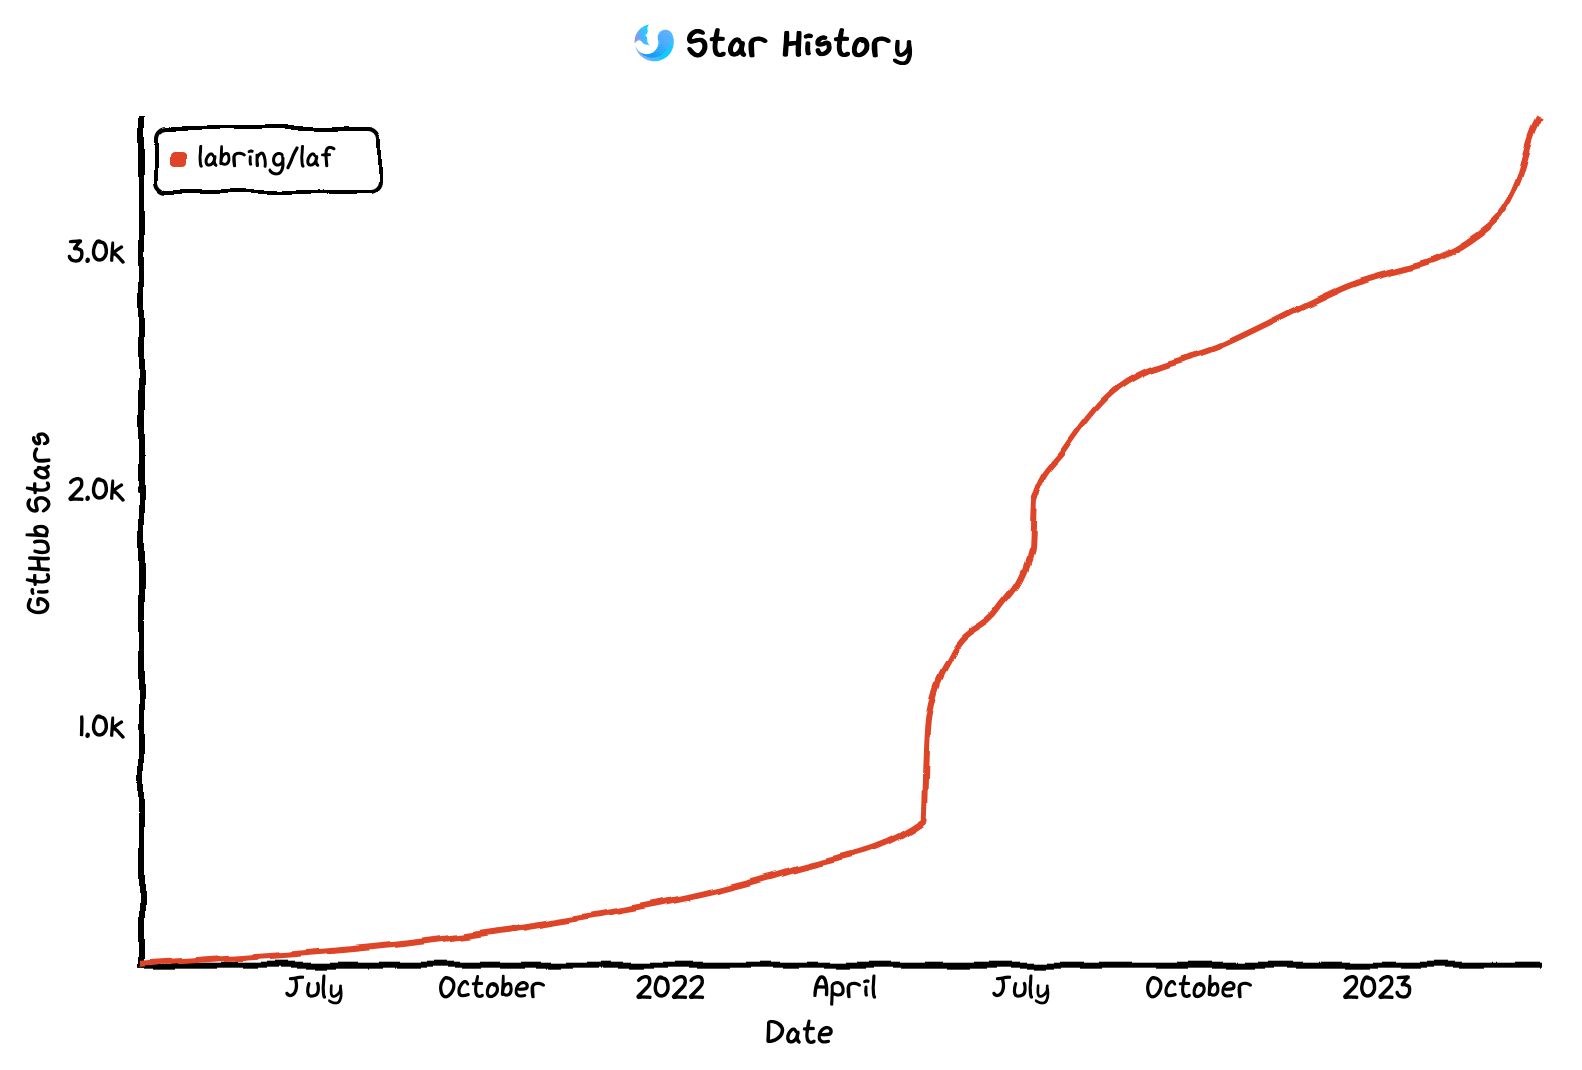 Star History
labring/laf
3.0k
2.0k
1.0k
GitHub Stars
July October 2022 April July October 2023
Date